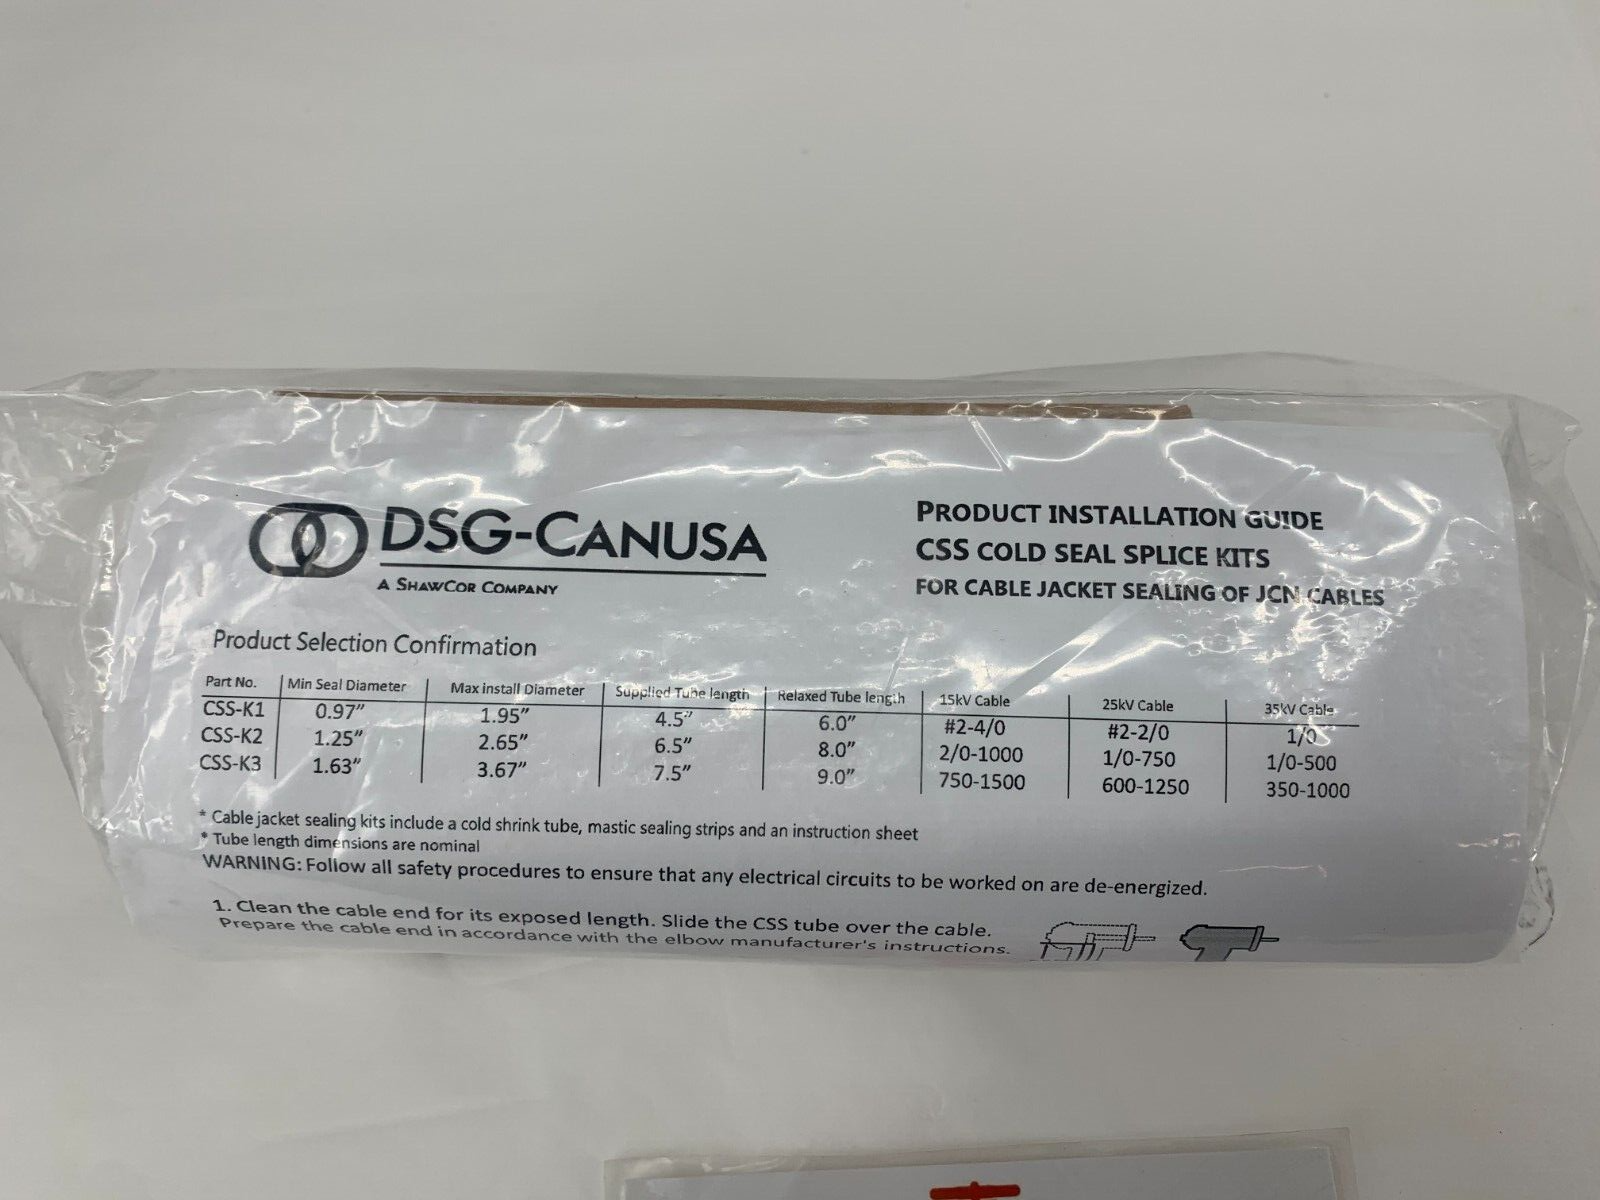 DSG-CANUSA
A SHAWCOR COMPANY
PRODUCT INSTALLATION GUIDE
CSS COLD SEAL SPLICE KITS
FOR CABLE JACKET SEALING OF JCN CABLES
Product Selection Confirmation
Part No. Min Seal Diameter Max install Diameter Supplied Tube length Relaxed Tube length 15kV Cable 25kV Cable 35kV Cable
CSS-K1 0.97" 1.95" 4.5" 6.0" #2-4/0 #2-2/0 1/0
CSS-K2 1.25" 2.65" 6.5" 8.0" 2/0-1000 1/0-750 1/0-500
CSS-K3 1.63" 3.67" 7.5" 9.0" 750-1500 600-1250 350-1000
* Cable jacket sealing kits include a cold shrink tube, mastic sealing strips and an instruction sheet
* Tube length dimensions are nominal
WARNING: Follow all safety procedures to ensure that any electrical circuits to be worked on are de-energized.
1. Clean the cable end for its exposed length. Slide the CSS tube over the cable.
Prepare the cable end in accordance with the elbow manufacturer's instructions.